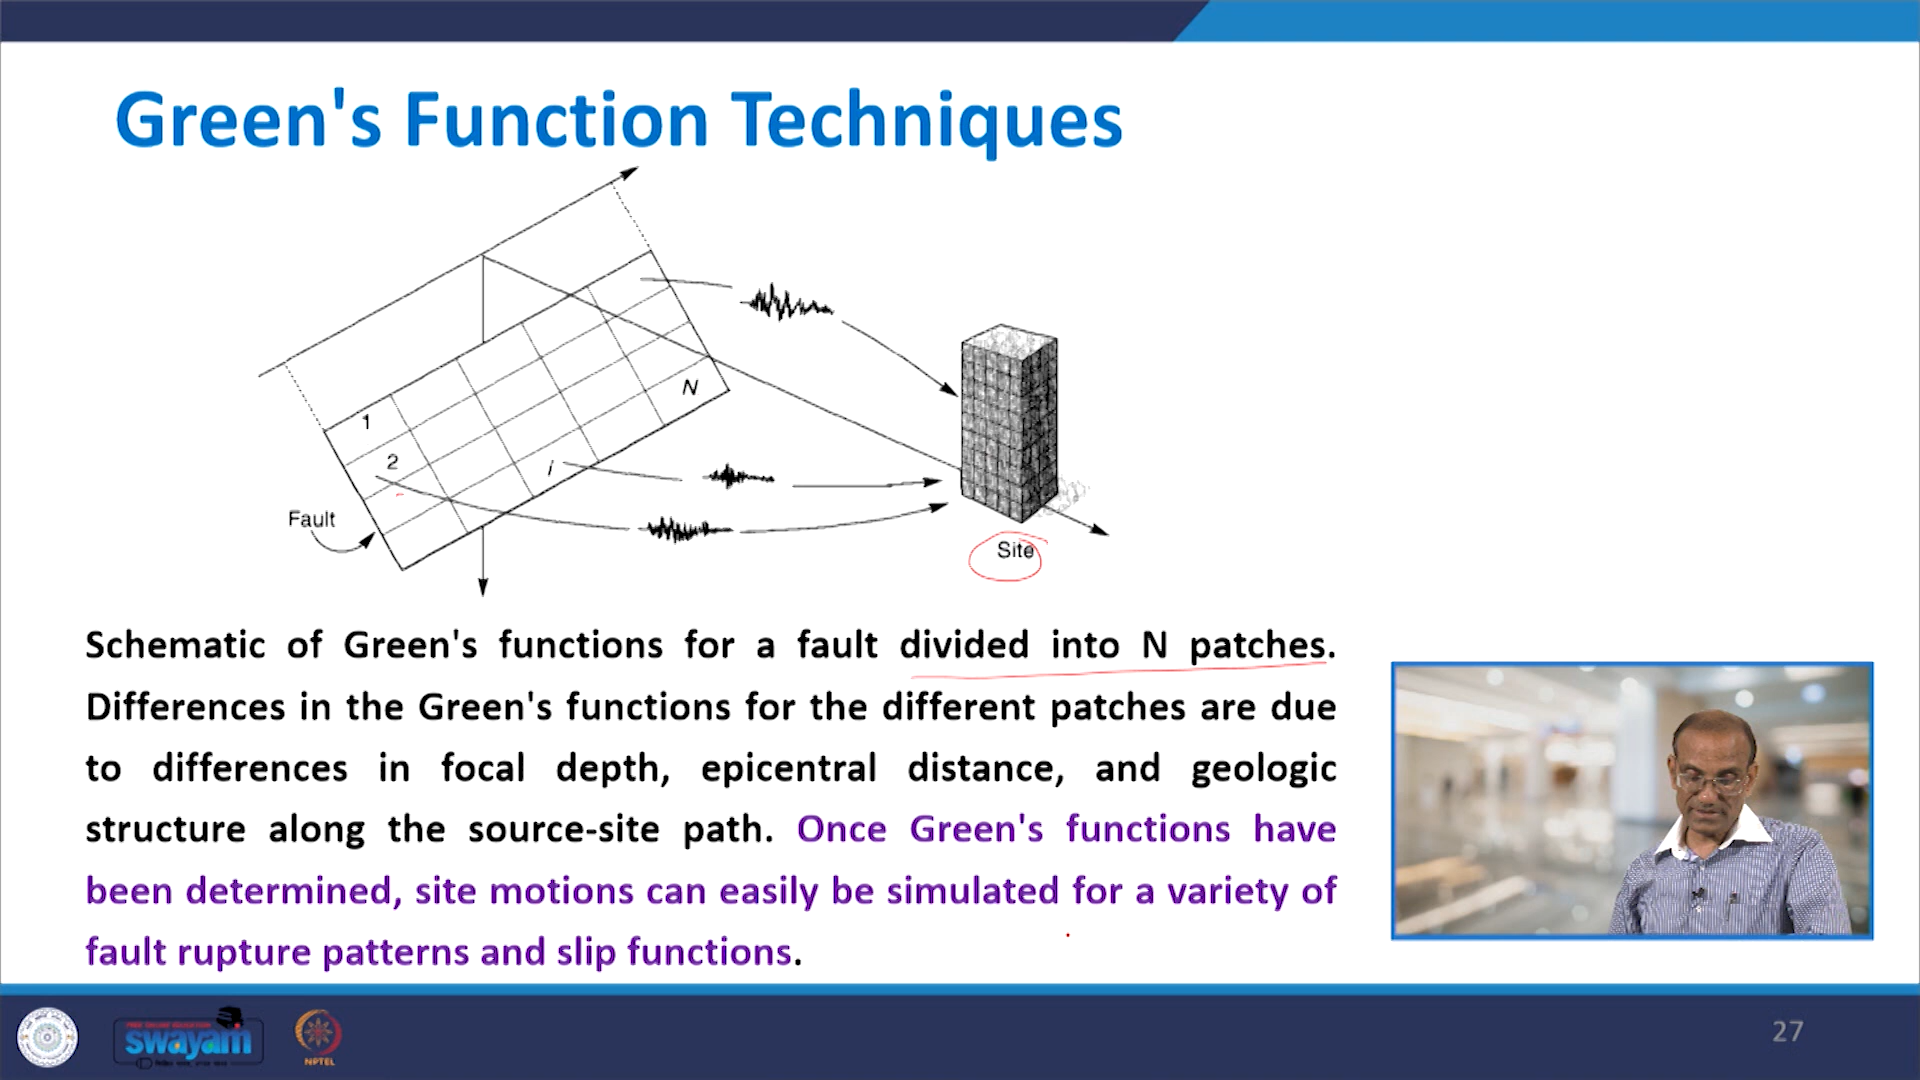 Green's Function Techniques
1
2
i
N
Fault
Site
Schematic of Green's functions for a fault divided into N patches.
Differences in the Green's functions for the different patches are due
to differences in focal depth, epicentral distance, and geologic
structure along the source-site path. Once Green's functions have
been determined, site motions can easily be simulated for a variety of
fault rupture patterns and slip functions.
FREE ONLINE EDUCATION
swayam
NPTEL
27